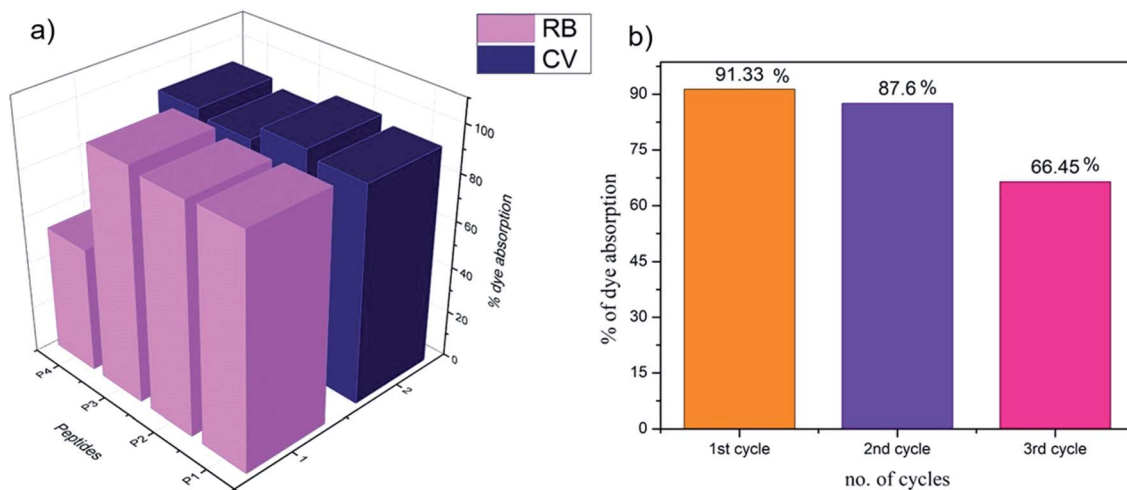 a)
RB
CV
100
80
60
40
20
0
% dye absorption
P4
P3
P2
P1
Peptides
1
2
b)
91.33 %
87.6 %
66.45 %
90
75
60
45
30
15
0
% of dye absorption
1st cycle
2nd cycle
3rd cycle
no. of cycles